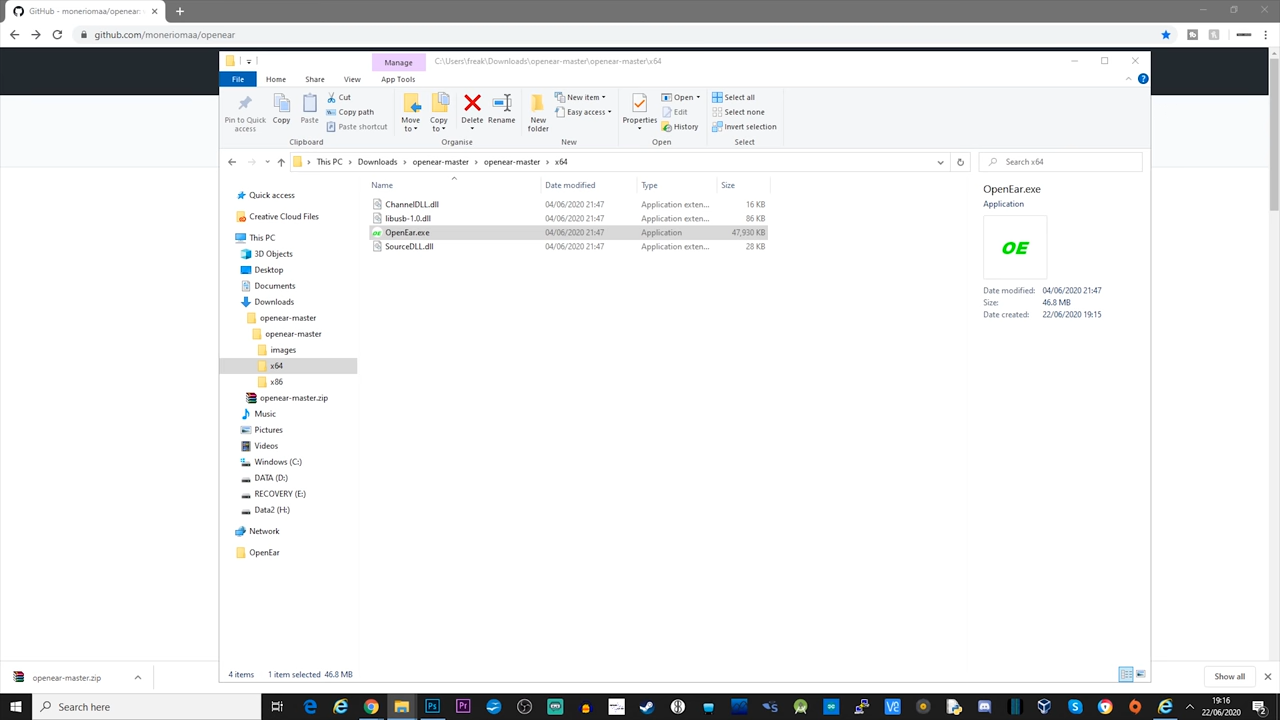 GitHub - moneriomaa/openear:
github.com/moneriomaa/openear
Manage
C:\Users\freak\Downloads\openear-master\openear-master\x64
File
Home
Share
View
App Tools
Pin to Quick access
Copy
Paste
Cut
Copy path
Paste shortcut
Clipboard
Move to
Copy to
Delete
Rename
Organise
New folder
New item
Easy access
New
Properties
Open
Edit
History
Open
Select all
Select none
Invert selection
Select
This PC > Downloads > openear-master > openear-master > x64
Search x64
Name
Date modified
Type
Size
ChannelDLL.dll 04/06/2020 21:47 Application exten... 16 KB
libusb-1.0.dll 04/06/2020 21:47 Application exten... 86 KB
OpenEar.exe 04/06/2020 21:47 Application 47,930 KB
SourceDLL.dll 04/06/2020 21:47 Application exten... 28 KB
Quick access
Creative Cloud Files
This PC
3D Objects
Desktop
Documents
Downloads
openear-master
openear-master
images
x64
x86
openear-master.zip
Music
Pictures
Videos
Windows (C:)
DATA (D:)
RECOVERY (E:)
Data2 (H:)
Network
OpenEar
OpenEar.exe
Application
OE
Date modified: 04/06/2020 21:47
Size: 46.8 MB
Date created: 22/06/2020 19:15
4 items
1 item selected 46.8 MB
openear-master.zip
Show all
Search here
19:16
22/06/2020